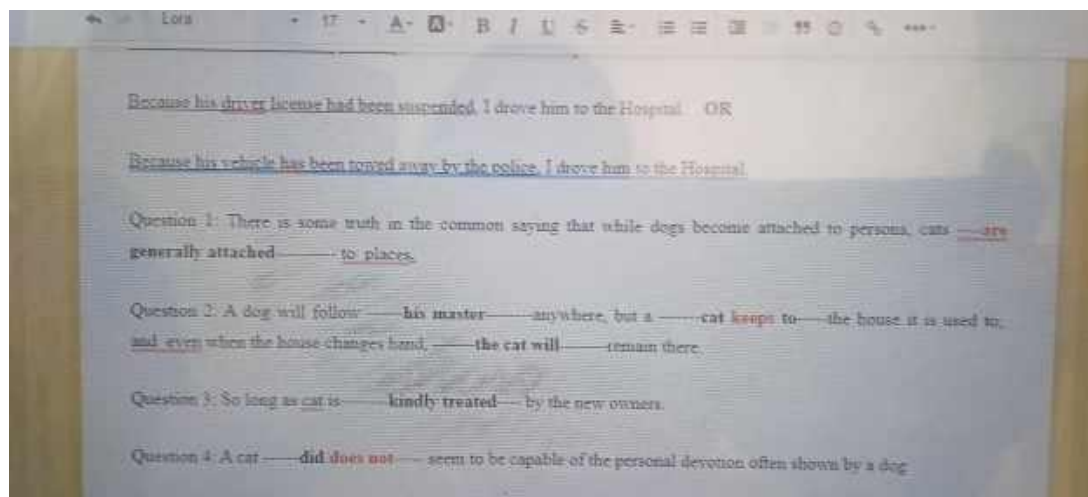 Lora 17 A A B I U S
Because his driver license had been suspended, I drove him to the Hospital. OR
Because his vehicle has been towed away by the police, I drove him to the Hospital.
Question 1: There is some truth in the common saying that while dogs become attached to persons, cats ----are
generally attached-------- to places.
Question 2: A dog will follow -----his master-------anywhere, but a ------cat keeps to----the house it is used to;
and even when the house changes hand, ------the cat will-------remain there.
Question 3: So long as cat is-------kindly treated---- by the new owners.
Question 4: A cat -----did does not---- seem to be capable of the personal devotion often shown by a dog